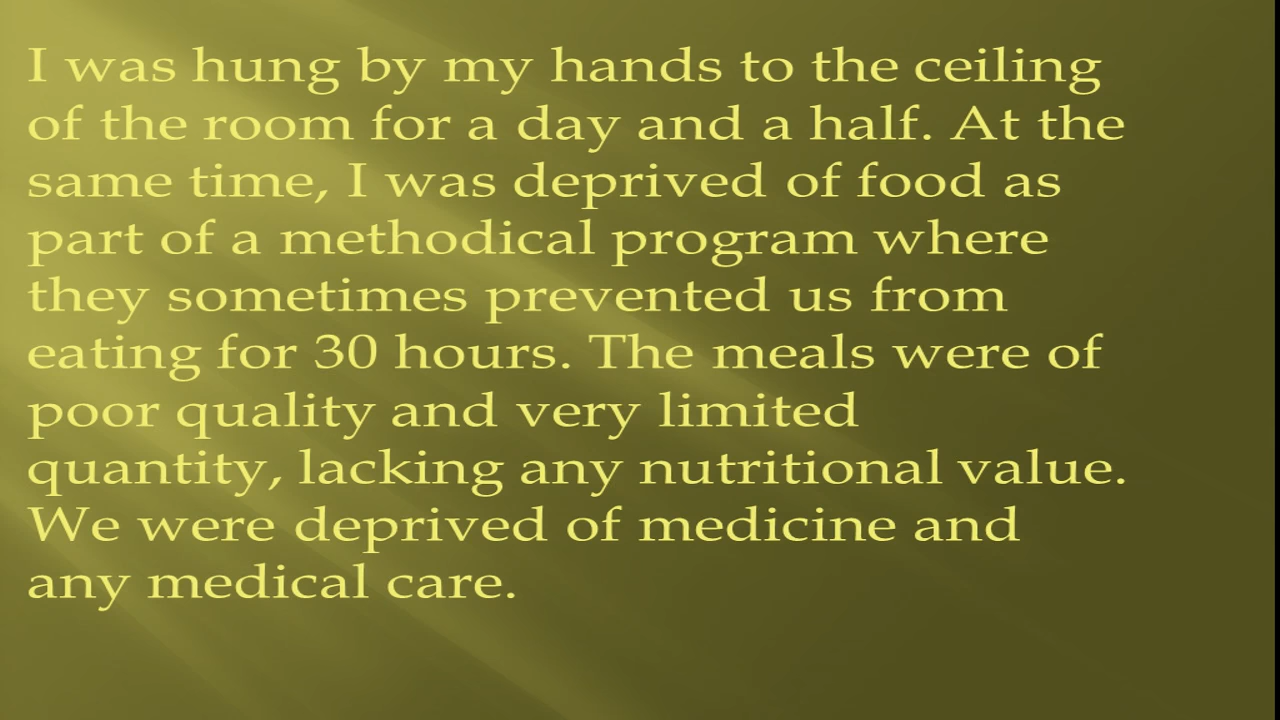 I was hung by my hands to the ceiling
of the room for a day and a half. At the
same time, I was deprived of food as
part of a methodical program where
they sometimes prevented us from
eating for 30 hours. The meals were of
poor quality and very limited
quantity, lacking any nutritional value.
We were deprived of medicine and
any medical care.